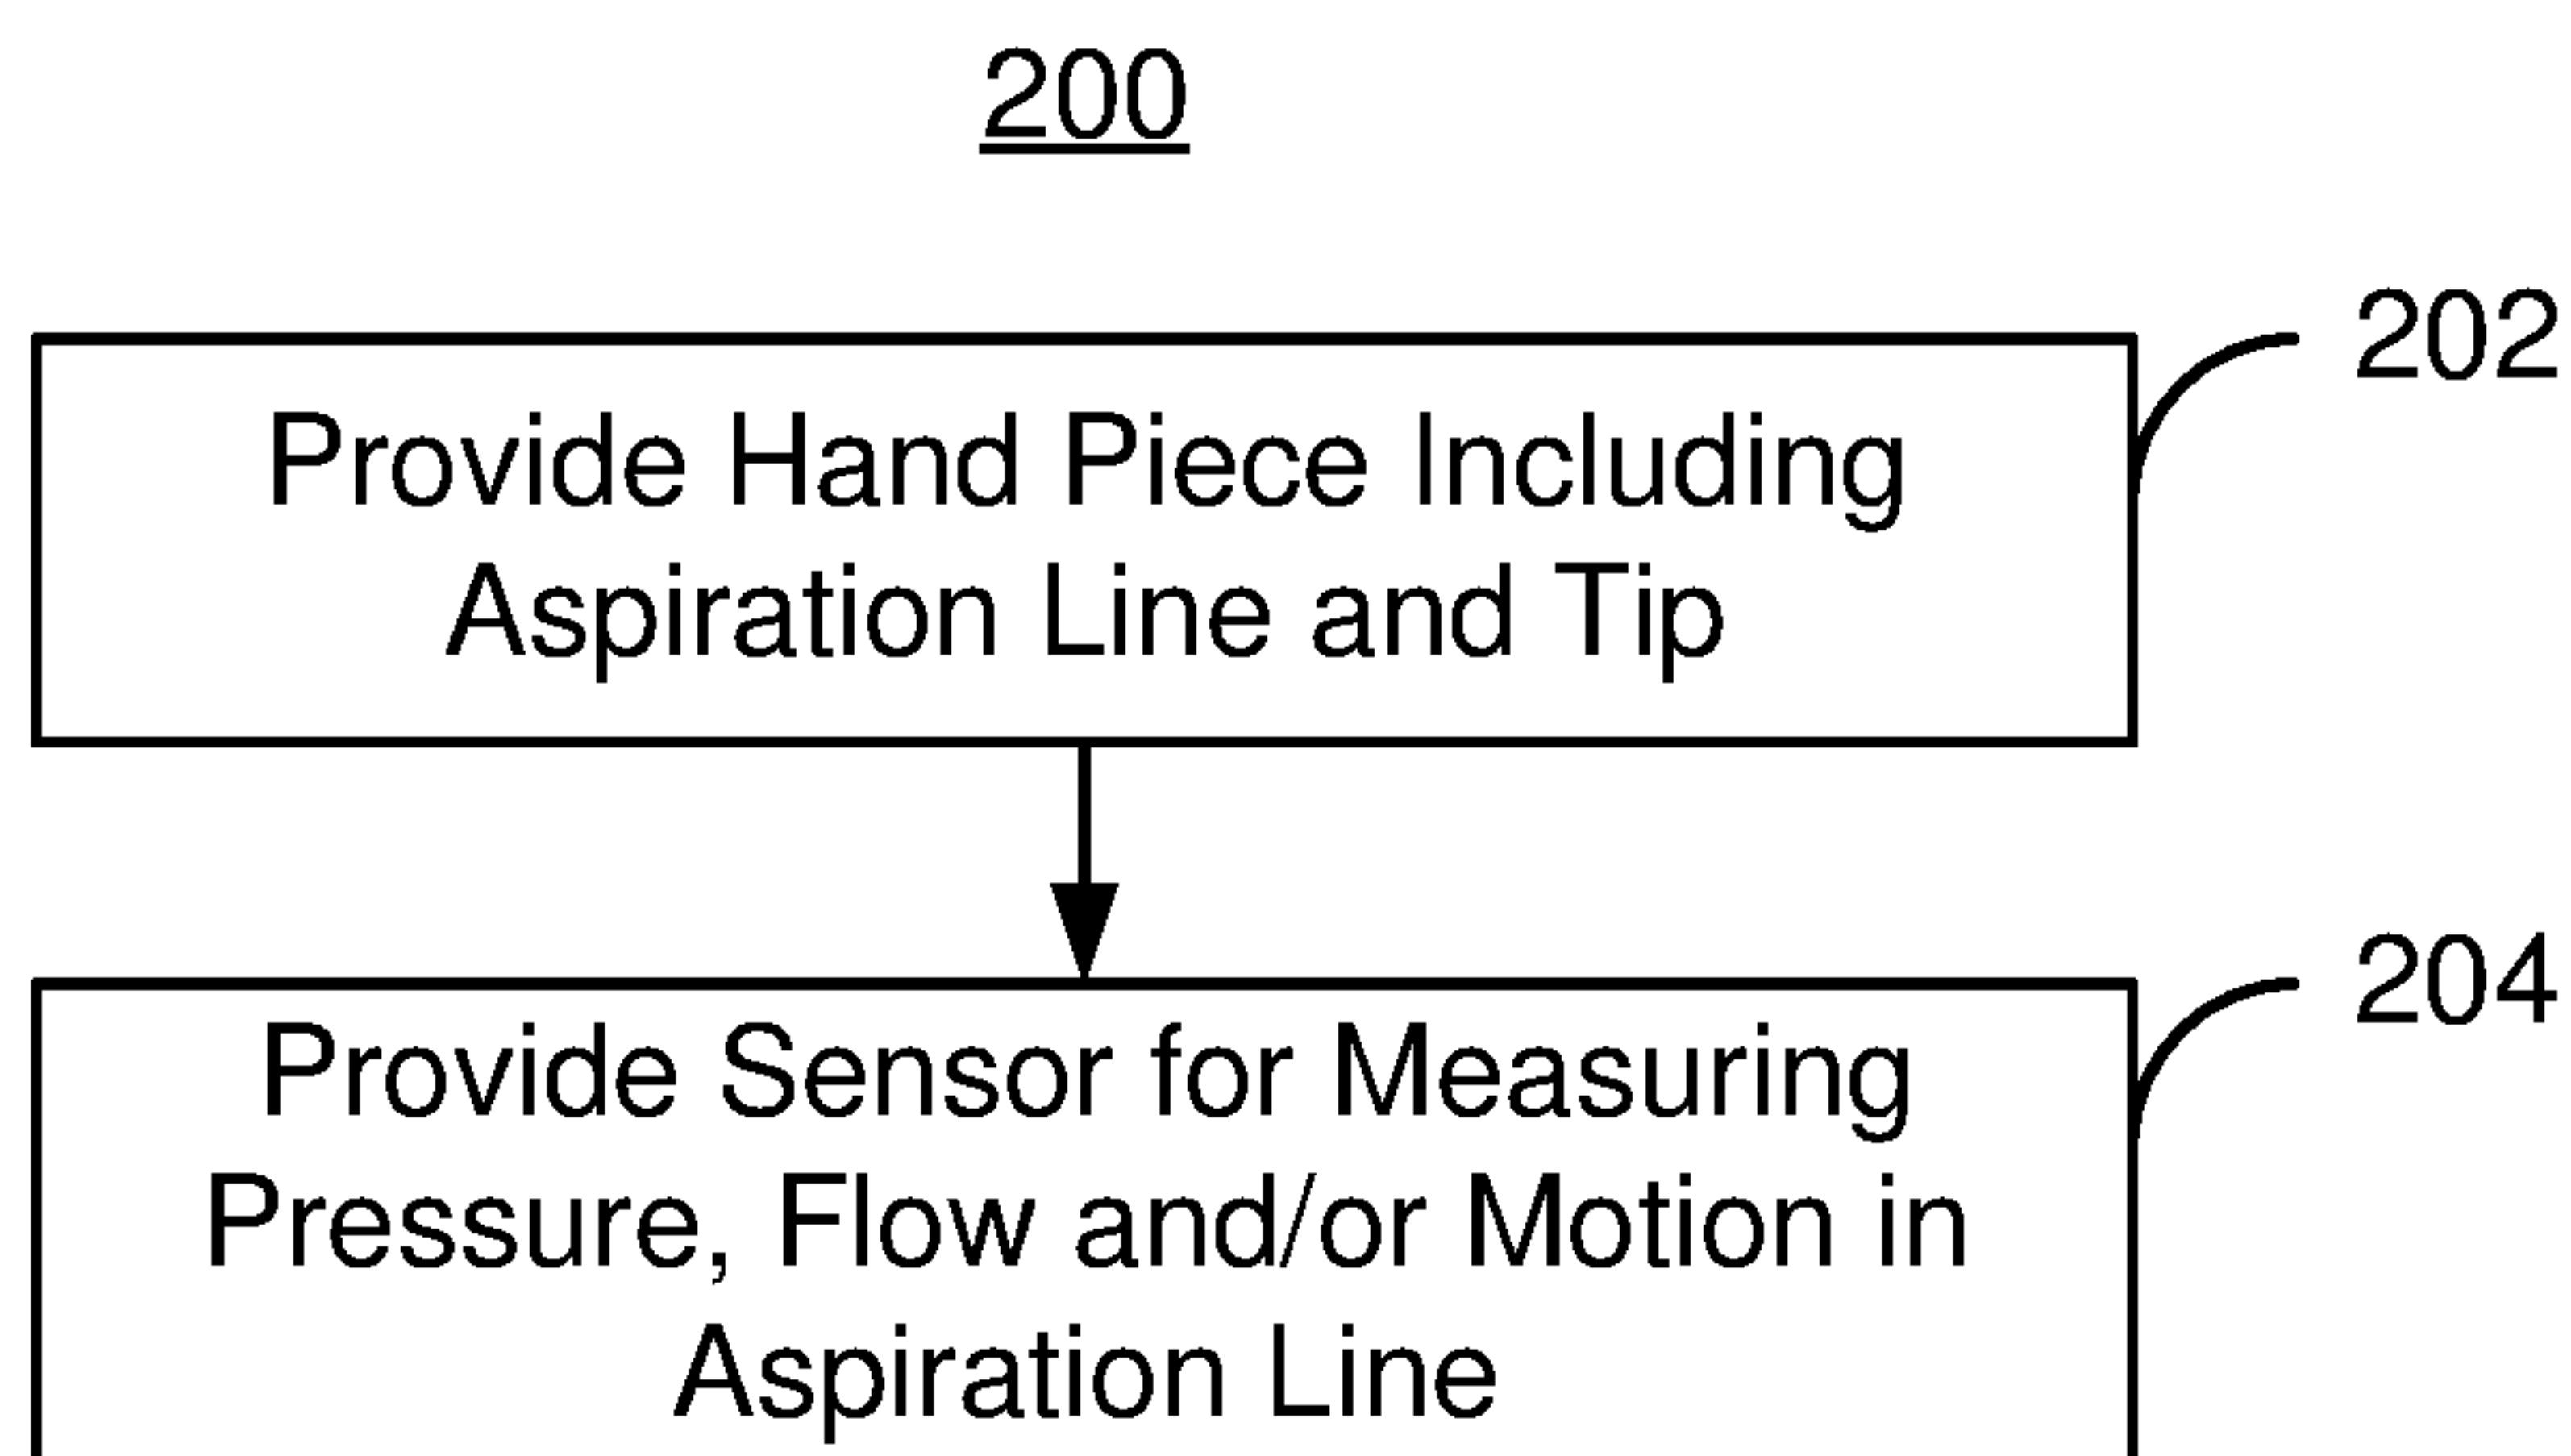 200
202
Provide Hand Piece Including
Aspiration Line and Tip
204
Provide Sensor for Measuring
Pressure, Flow and/or Motion in
Aspiration Line